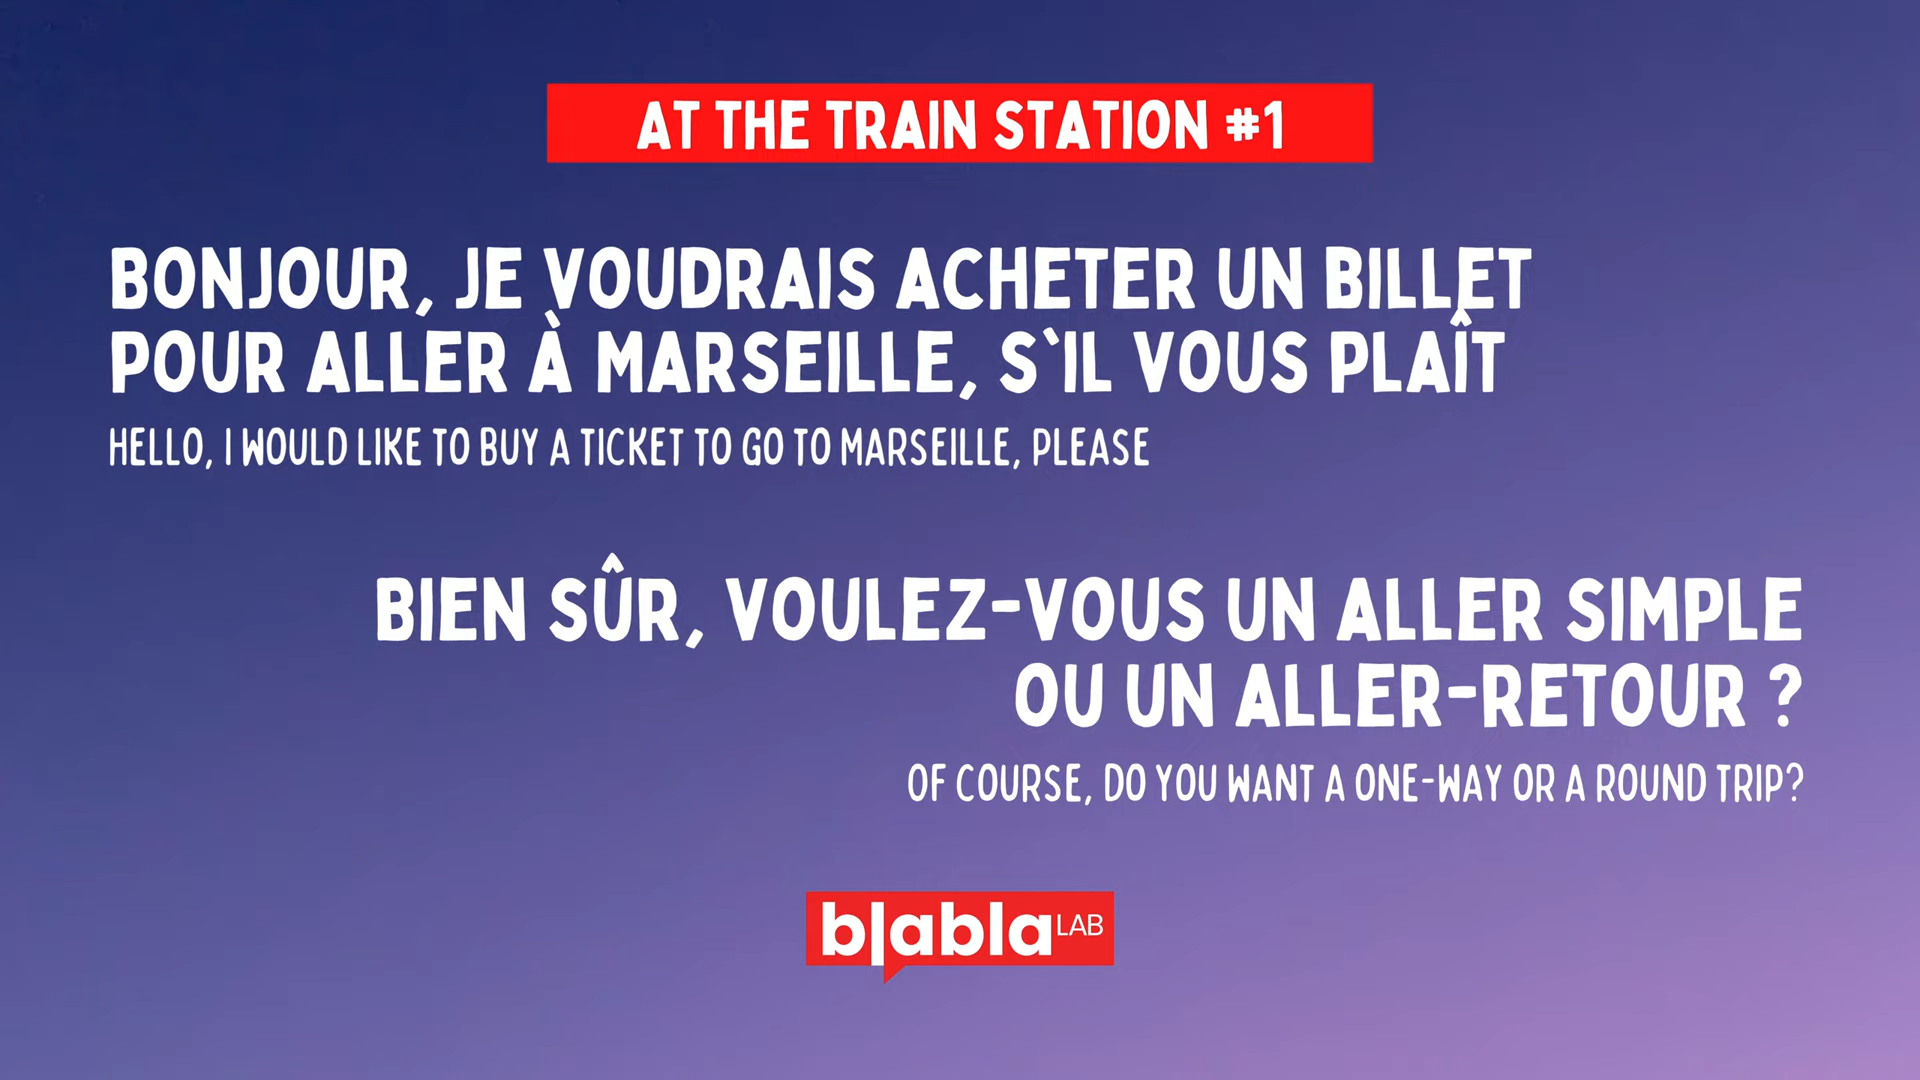 AT THE TRAIN STATION #1
BONJOUR, JE VOUDRAIS ACHETER UN BILLET
POUR ALLER À MARSEILLE, S`IL VOUS PLAÎT
HELLO, I WOULD LIKE TO BUY A TICKET TO GO TO MARSEILLE, PLEASE
BIEN SÛR, VOULEZ-VOUS UN ALLER SIMPLE
OU UN ALLER-RETOUR ?
OF COURSE, DO YOU WANT A ONE-WAY OR A ROUND TRIP?
blabla LAB